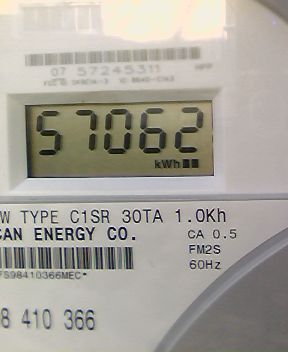 07 57245311
57062
kWh
W TYPE C1SR 30TA 1.0Kh
CAN ENERGY CO.
CA 0.5
FM2S
FS98410366MEC*
60Hz
8 410 366